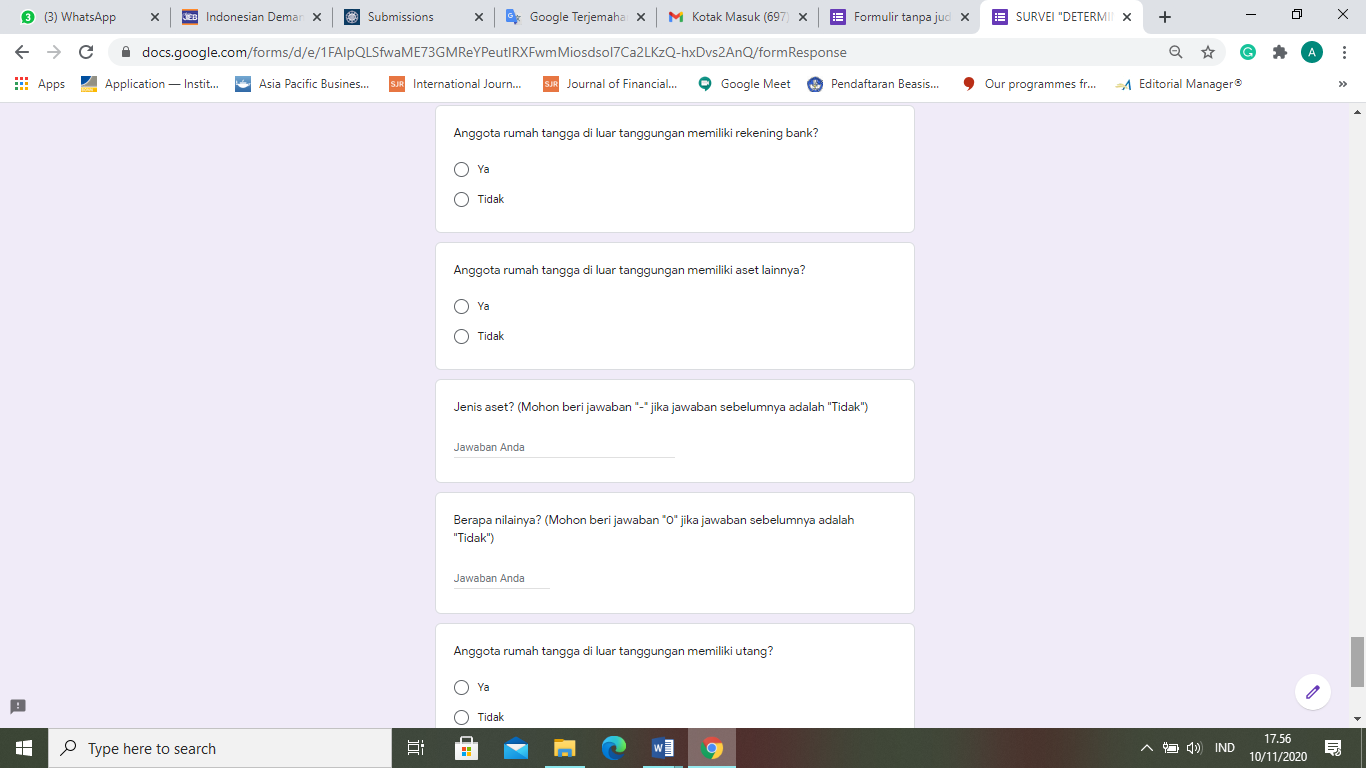 (3) WhatsApp
Indonesian Deman
Submissions
Google Terjemaha
Kotak Masuk (697)
Formulir tanpa jud
SURVEI "DETERMI
docs.google.com/forms/d/e/1FAIpQLSfwaME73GMReYPeutIRXFwmMiosdsoI7Ca2LKzQ-hxDvs2AnQ/formResponse
Apps
Application — Instit...
Asia Pacific Busines...
SJR International Journ...
SJR Journal of Financial...
Google Meet
Pendaftaran Beasis...
Our programmes fr...
Editorial Manager®
Anggota rumah tangga di luar tanggungan memiliki rekening bank?
Ya
Tidak
Anggota rumah tangga di luar tanggungan memiliki aset lainnya?
Ya
Tidak
Jenis aset? (Mohon beri jawaban "-" jika jawaban sebelumnya adalah "Tidak")
Jawaban Anda
Berapa nilainya? (Mohon beri jawaban "0" jika jawaban sebelumnya adalah
"Tidak")
Jawaban Anda
Anggota rumah tangga di luar tanggungan memiliki utang?
Ya
Tidak
Type here to search
IND
17.56
10/11/2020